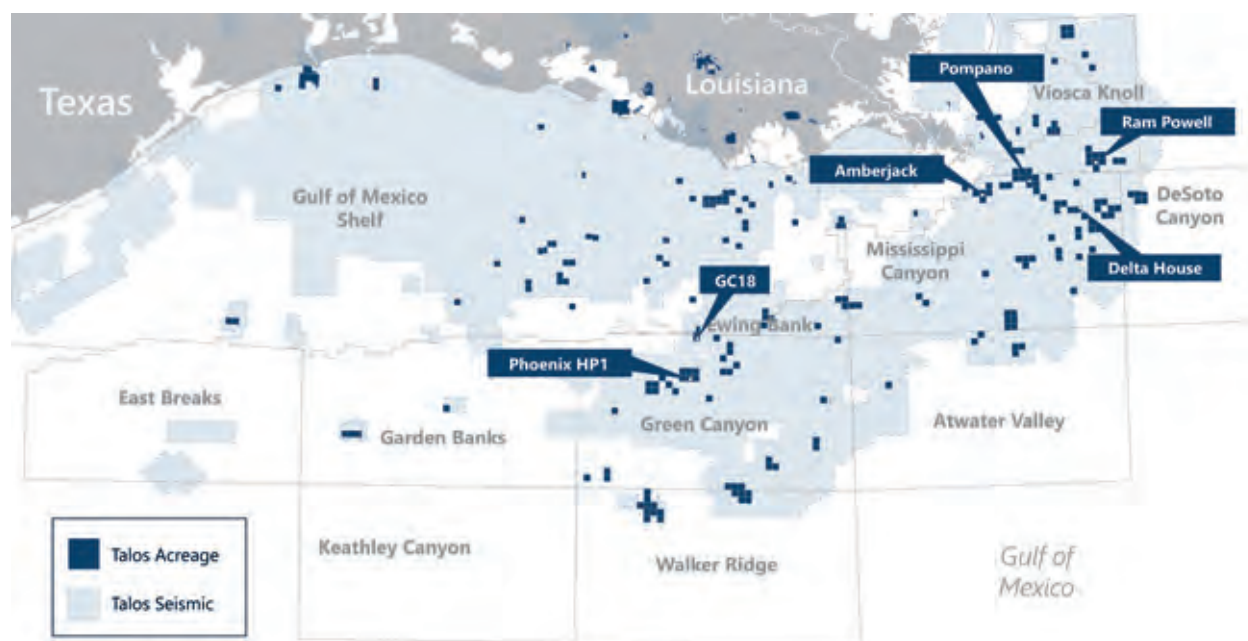 Texas
Louisiana
Pompano
Viosca Knoll
Ram Powell
Amberjack
DeSoto
Canyon
Gulf of Mexico
Shelf
Mississippi
Canyon
Delta House
GC18
Ewing Bank
Phoenix HP1
East Breaks
Garden Banks
Green Canyon
Atwater Valley
Keathley Canyon
Walker Ridge
Gulf of
Mexico
Talos Acreage
Talos Seismic